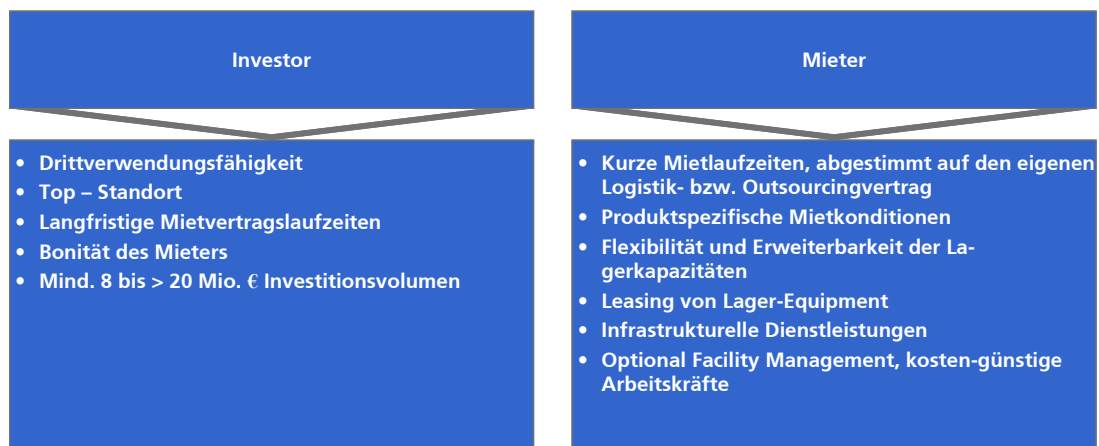 Investor
• Drittverwendungsfähigkeit
• Top – Standort
• Langfristige Mietvertragslaufzeiten
• Bonität des Mieters
• Mind. 8 bis > 20 Mio. € Investitionsvolumen
Mieter
• Kurze Mietlaufzeiten, abgestimmt auf den eigenen
Logistik- bzw. Outsourcingvertrag
• Produktspezifische Mietkonditionen
• Flexibilität und Erweiterbarkeit der La-
gerkapazitäten
• Leasing von Lager-Equipment
• Infrastrukturelle Dienstleistungen
• Optional Facility Management, kosten-günstige
Arbeitskräfte